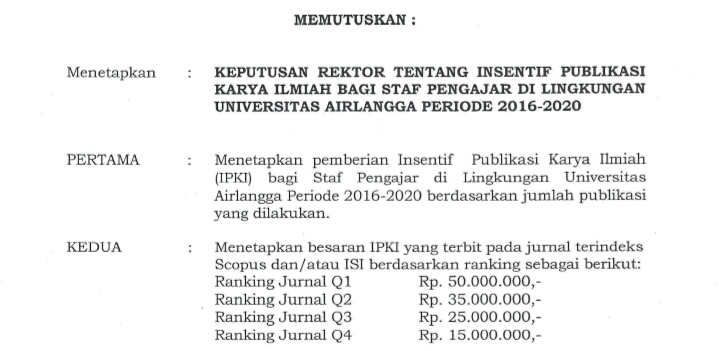 MEMUTUSKAN :
Menetapkan : KEPUTUSAN REKTOR TENTANG INSENTIF PUBLIKASI
KARYA ILMIAH BAGI STAF PENGAJAR DI LINGKUNGAN
UNIVERSITAS AIRLANGGA PERIODE 2016-2020
PERTAMA : Menetapkan pemberian Insentif Publikasi Karya Ilmiah
(IPKI) bagi Staf Pengajar di Lingkungan Universitas
Airlangga Periode 2016-2020 berdasarkan jumlah publikasi
yang dilakukan.
KEDUA : Menetapkan besaran IPKI yang terbit pada jurnal terindeks
Scopus dan/atau ISI berdasarkan ranking sebagai berikut:
Ranking Jurnal Q1 Rp. 50.000.000,-
Ranking Jurnal Q2 Rp. 35.000.000,-
Ranking Jurnal Q3 Rp. 25.000.000,-
Ranking Jurnal Q4 Rp. 15.000.000,-